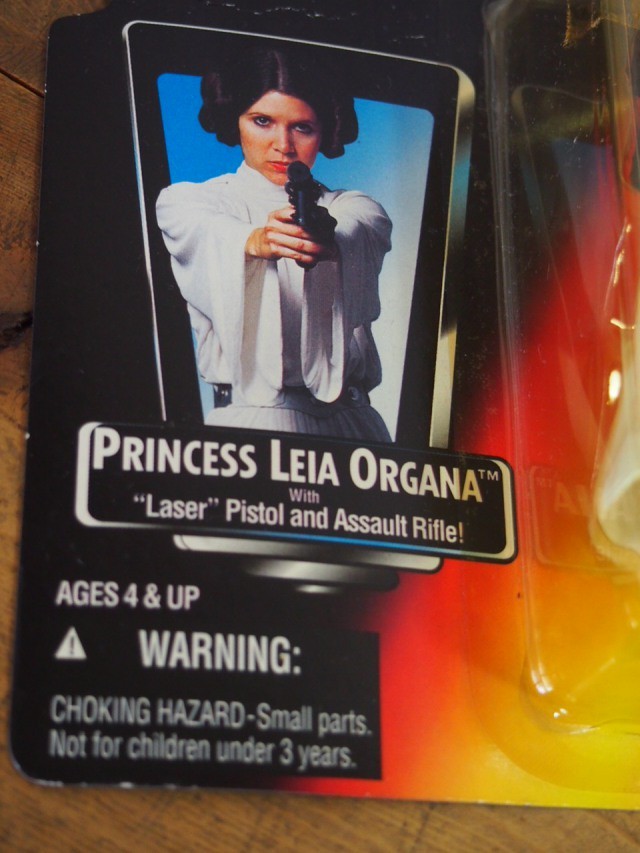 PRINCESS LEIA ORGANA™
With
“Laser” Pistol and Assault Rifle!
AGES 4 & UP
WARNING:
CHOKING HAZARD-Small parts.
Not for children under 3 years.